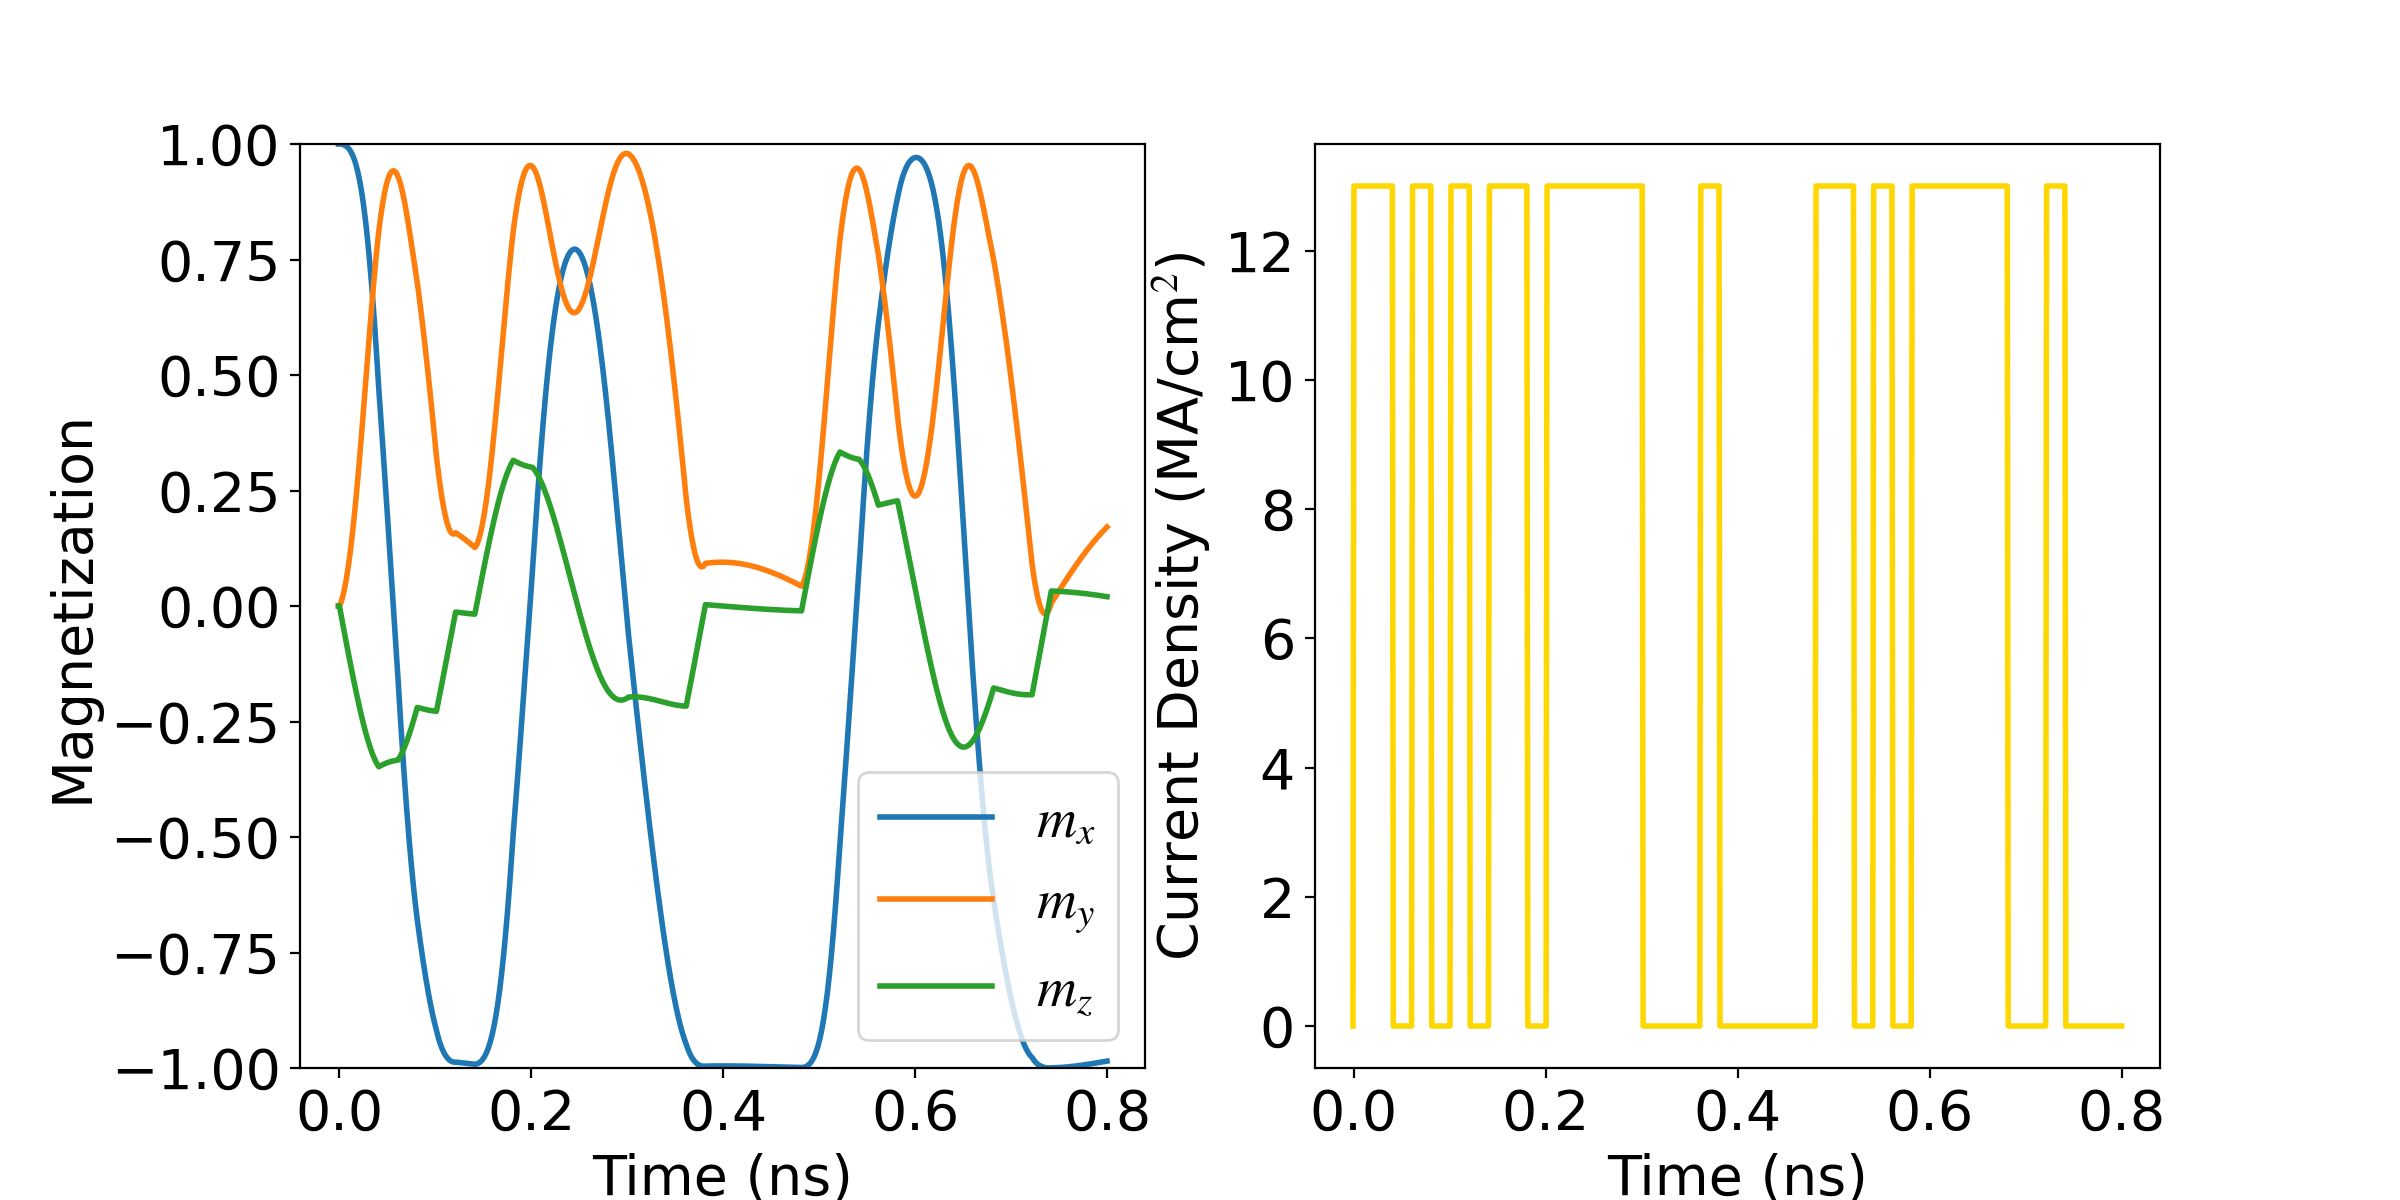 1.00
0.75
0.50
0.25
0.00
−0.25
−0.50
−0.75
−1.00
Magnetization
0.0 0.2 0.4 0.6 0.8
Time (ns)
m_x
m_y
m_z
12
10
8
6
4
2
0
Current Density (MA/cm²)
0.0 0.2 0.4 0.6 0.8
Time (ns)